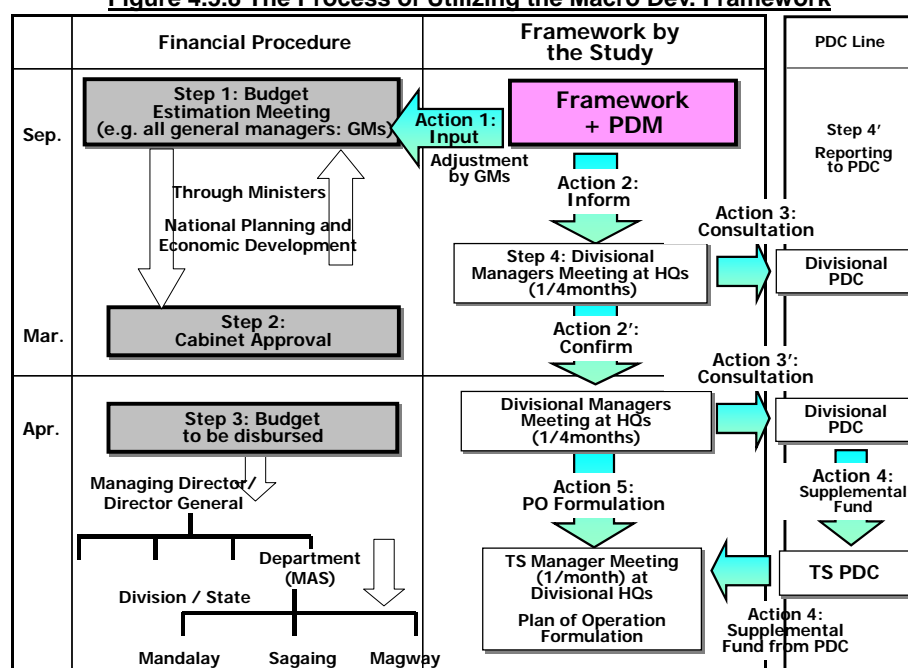 Figure 4.5.8 The Process of Utilizing the Macro Dev. Framework
Financial Procedure
Framework by
the Study
PDC Line
Sep.
Step 1: Budget
Estimation Meeting
(e.g. all general managers: GMs)
Action 1:
Input
Adjustment
by GMs
Framework
+ PDM
Step 4'
Reporting
to PDC
Through Ministers
National Planning and
Economic Development
Action 2:
Inform
Action 3:
Consultation
Step 4: Divisional
Managers Meeting at HQs
(1/4months)
Divisional
PDC
Mar.
Step 2:
Cabinet Approval
Action 2':
Confirm
Action 3':
Consultation
Apr.
Step 3: Budget
to be disbursed
Divisional Managers
Meeting at HQs
(1/4months)
Divisional
PDC
Managing Director/
Director General
Action 5:
PO Formulation
Action 4:
Supplemental
Fund
Department
(MAS)
Division / State
TS Manager Meeting
(1/month) at
Divisional HQs
Plan of Operation
Formulation
TS PDC
Action 4:
Supplemental
Fund from PDC
Mandalay
Sagaing
Magway